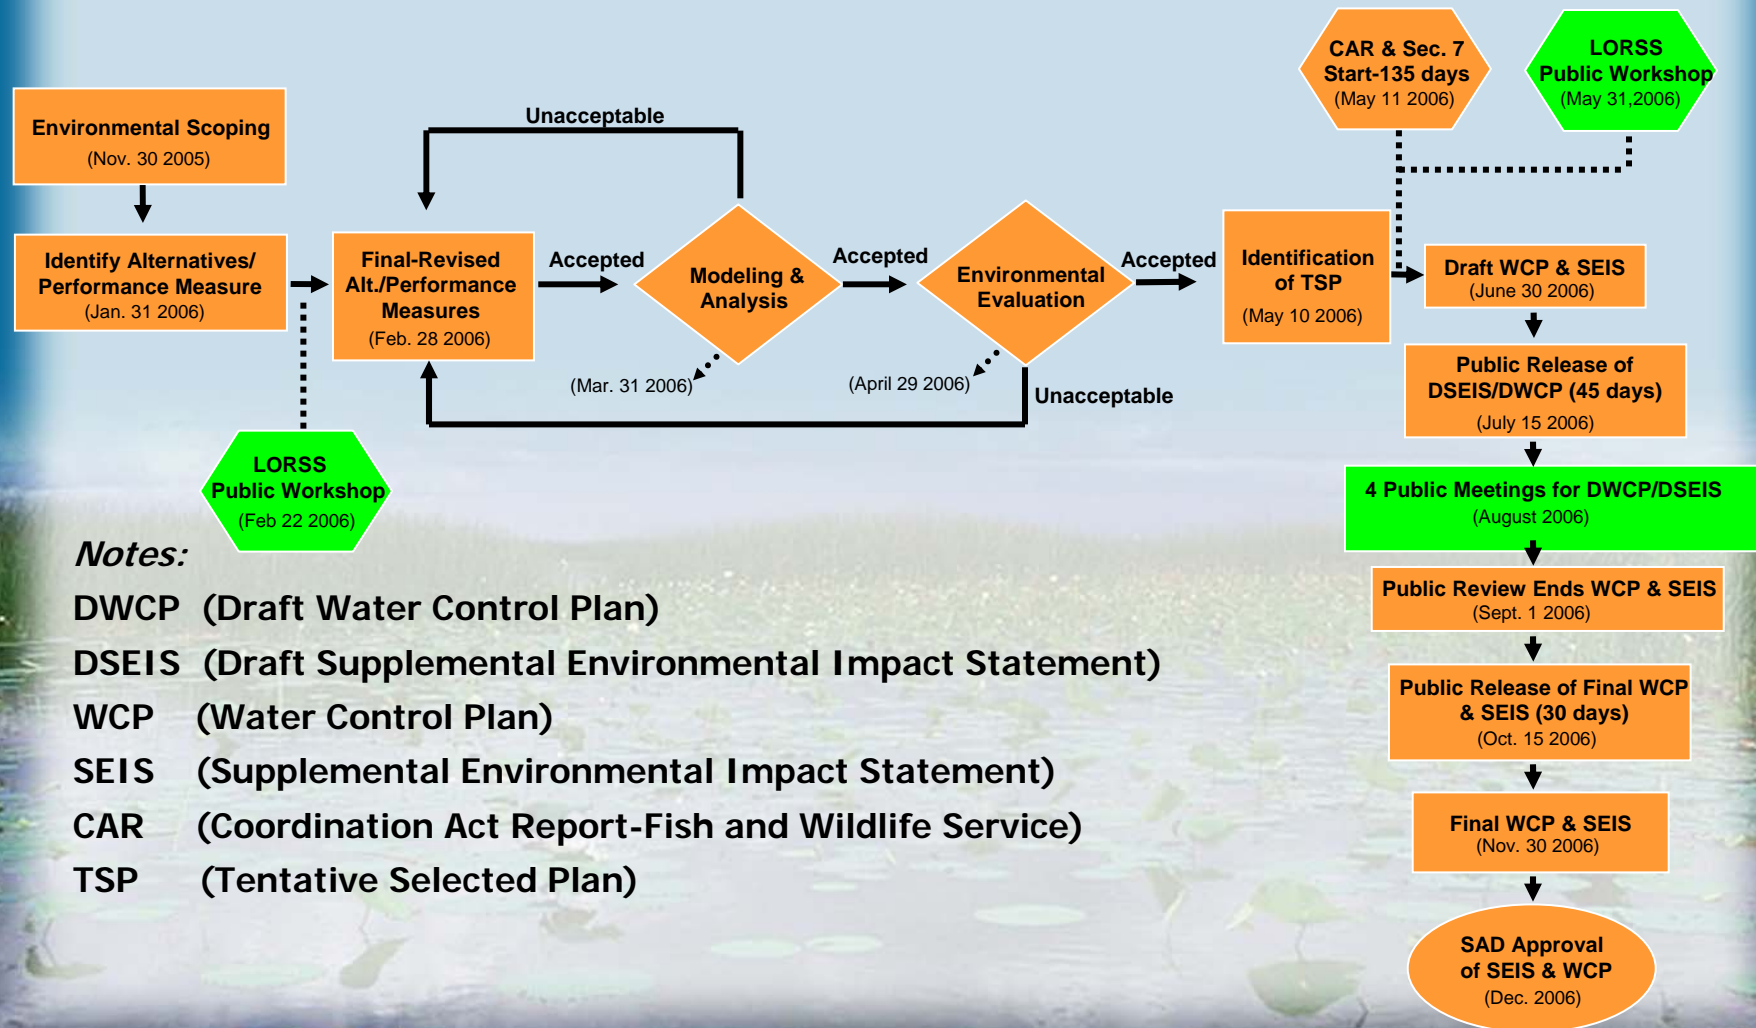 Environmental Scoping
(Nov. 30 2005)
Identify Alternatives/
Performance Measure
(Jan. 31 2006)
LORSS
Public Workshop
(Feb 22 2006)
Final-Revised
Alt./Performance
Measures
(Feb. 28 2006)
Unacceptable
Accepted
Modeling &
Analysis
(Mar. 31 2006)
Accepted
Environmental
Evaluation
(April 29 2006)
Unacceptable
Accepted
Identification
of TSP
(May 10 2006)
CAR & Sec. 7
Start-135 days
(May 11 2006)
LORSS
Public Workshop
(May 31,2006)
Draft WCP & SEIS
(June 30 2006)
Public Release of
DSEIS/DWCP (45 days)
(July 15 2006)
4 Public Meetings for DWCP/DSEIS
(August 2006)
Public Review Ends WCP & SEIS
(Sept. 1 2006)
Public Release of Final WCP
& SEIS (30 days)
(Oct. 15 2006)
Final WCP & SEIS
(Nov. 30 2006)
SAD Approval
of SEIS & WCP
(Dec. 2006)
Notes:
DWCP (Draft Water Control Plan)
DSEIS (Draft Supplemental Environmental Impact Statement)
WCP (Water Control Plan)
SEIS (Supplemental Environmental Impact Statement)
CAR (Coordination Act Report-Fish and Wildlife Service)
TSP (Tentative Selected Plan)